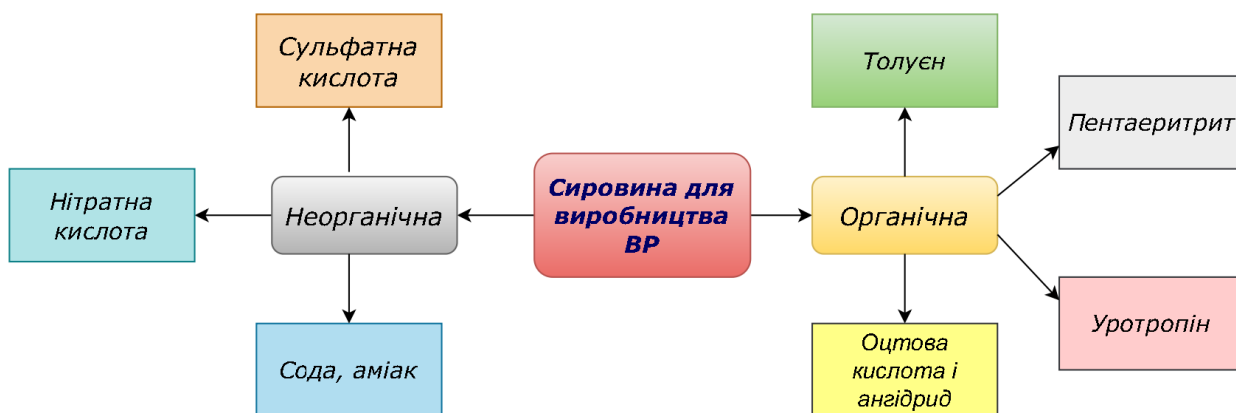 Сульфатна
кислота
Толуєн
Пентаеритрит
Нітратна
кислота
Неорганічна
Сировина для
виробництва
ВР
Органічна
Сода, аміак
Оцтова
кислота і
ангідрид
Уротропін